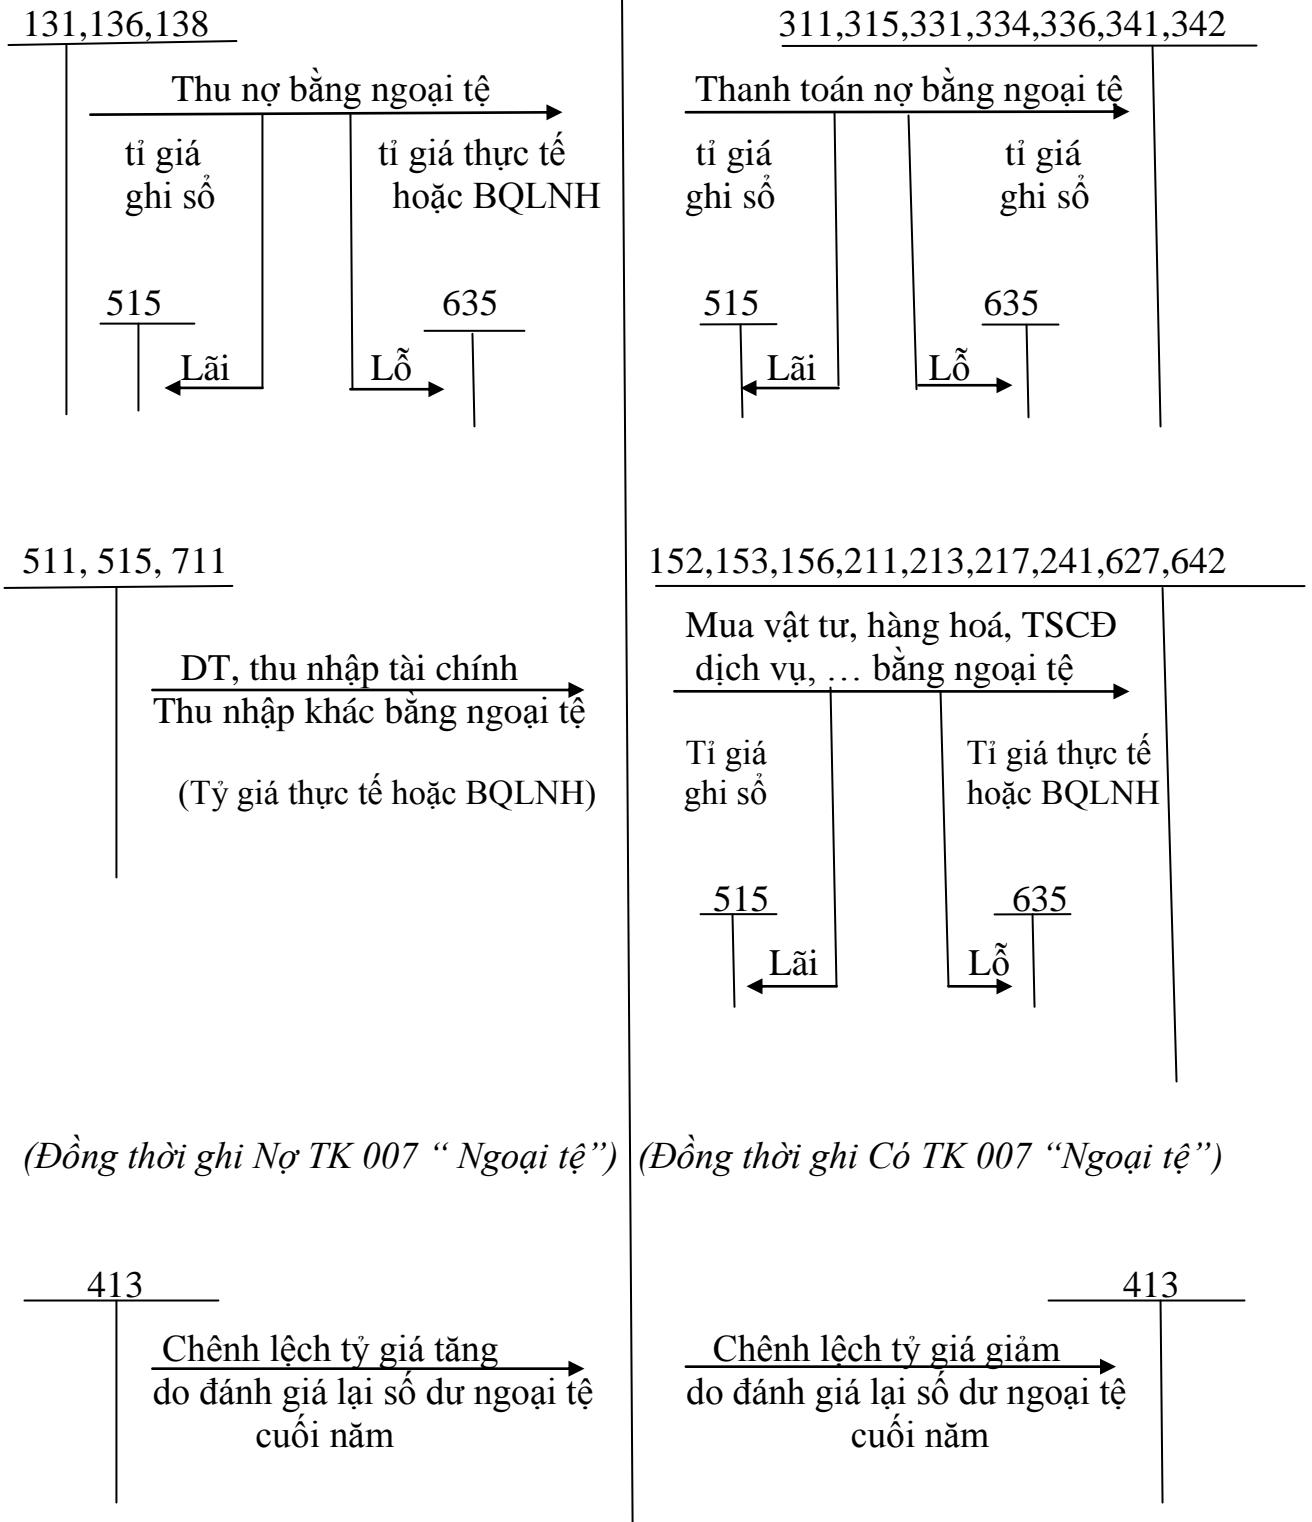 131,136,138
Thu nợ bằng ngoại tệ
tỉ giá
ghi sổ
tỉ giá thực tế
hoặc BQLNH
515
635
Lãi
Lỗ
311,315,331,334,336,341,342
Thanh toán nợ bằng ngoại tệ
tỉ giá
ghi sổ
tỉ giá
ghi sổ
515
635
Lãi
Lỗ
511, 515, 711
DT, thu nhập tài chính
Thu nhập khác bằng ngoại tệ
(Tỷ giá thực tế hoặc BQLNH)
152,153,156,211,213,217,241,627,642
Mua vật tư, hàng hoá, TSCĐ
dịch vụ, … bằng ngoại tệ
Tỉ giá
ghi sổ
Tỉ giá thực tế
hoặc BQLNH
515
635
Lãi
Lỗ
(Đồng thời ghi Nợ TK 007 “ Ngoại tệ”)
(Đồng thời ghi Có TK 007 “Ngoại tệ”)
413
Chênh lệch tỷ giá tăng
do đánh giá lại số dư ngoại tệ
cuối năm
413
Chênh lệch tỷ giá giảm
do đánh giá lại số dư ngoại tệ
cuối năm